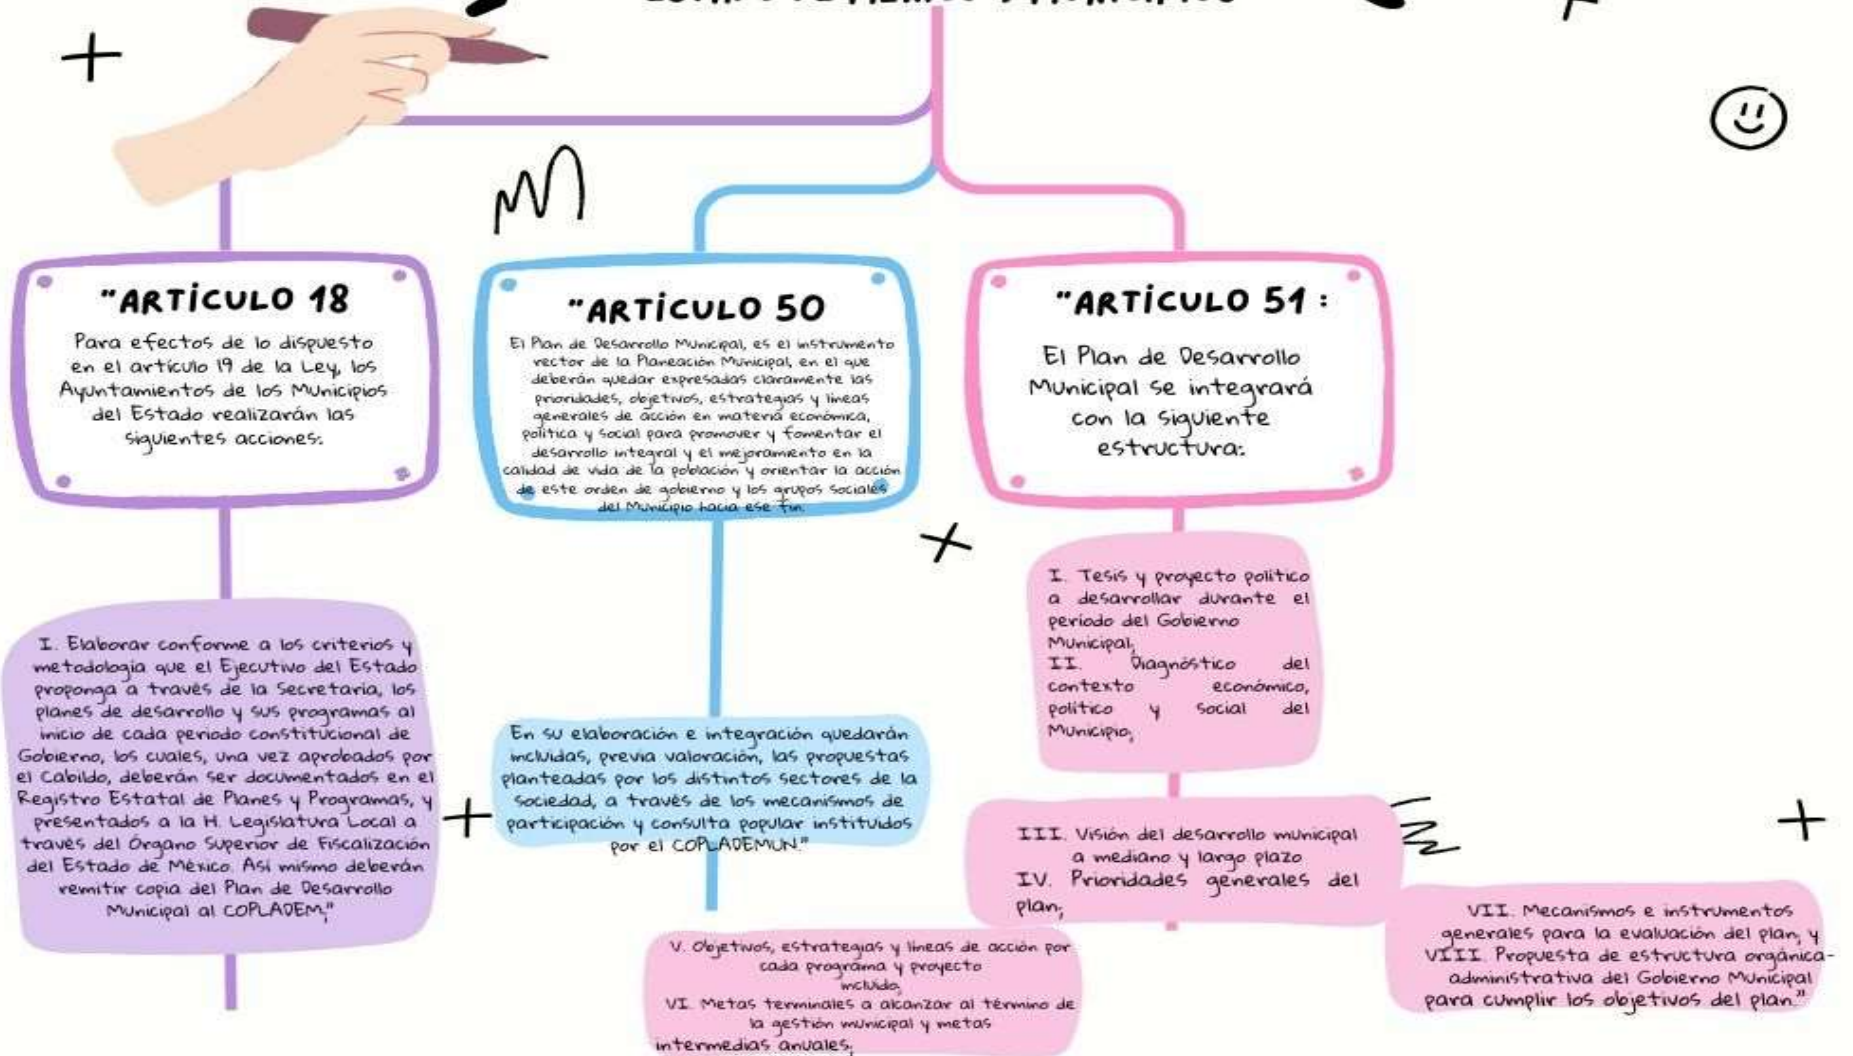 ESTADO DE MÉXICO Y MUNICIPIOS
"ARTÍCULO 18
Para efectos de lo dispuesto
en el artículo 19 de la Ley, los
Ayuntamientos de los Municipios
del Estado realizarán las
siguientes acciones:
I. Elaborar conforme a los criterios y
metodología que el Ejecutivo del Estado
proponga a través de la Secretaría, los
planes de desarrollo y sus programas al
inicio de cada periodo constitucional de
Gobierno, los cuales, una vez aprobados por
el Cabildo, deberán ser documentados en el
Registro Estatal de Planes y Programas, y
presentados a la H. Legislatura Local a
través del Órgano Superior de Fiscalización
del Estado de México. Así mismo deberán
remitir copia del Plan de Desarrollo
Municipal al COPLADEM;"
"ARTÍCULO 50
El Plan de Desarrollo Municipal, es el instrumento
rector de la Planeación Municipal, en el que
deberán quedar expresadas claramente las
prioridades, objetivos, estrategias y líneas
generales de acción en materia económica,
política y social para promover y fomentar el
desarrollo integral y el mejoramiento en la
calidad de vida de la población y orientar la acción
de este orden de gobierno y los grupos sociales
del Municipio hacia ese fin.
En su elaboración e integración quedarán
incluidas, previa valoración, las propuestas
planteadas por los distintos sectores de la
sociedad, a través de los mecanismos de
participación y consulta popular instituidos
por el COPLADEMUN."
"ARTÍCULO 51 :
El Plan de Desarrollo
Municipal se integrará
con la siguiente
estructura:
I. Tesis y proyecto político
a desarrollar durante el
periodo del Gobierno
Municipal;
II. Diagnóstico del
contexto económico,
político y social del
Municipio;
III. Visión del desarrollo municipal
a mediano y largo plazo
IV. Prioridades generales del
plan;
V. Objetivos, estrategias y líneas de acción por
cada programa y proyecto
incluido;
VI. Metas terminales a alcanzar al término de
la gestión municipal y metas
intermedias anuales;
VII. Mecanismos e instrumentos
generales para la evaluación del plan; y
VIII. Propuesta de estructura orgánica-
administrativa del Gobierno Municipal
para cumplir los objetivos del plan."